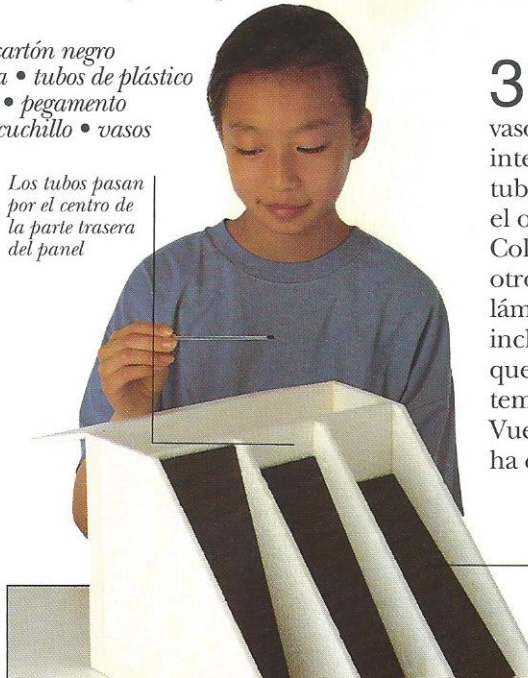 cartón negro
• tubos de plástico
• pegamento
cuchillo • vasos
Los tubos pasan
por el centro de
la parte trasera
del panel
3
vaso
inte
tubo
el o
Col
otro
lám
incl
que
tem
Vue
ha